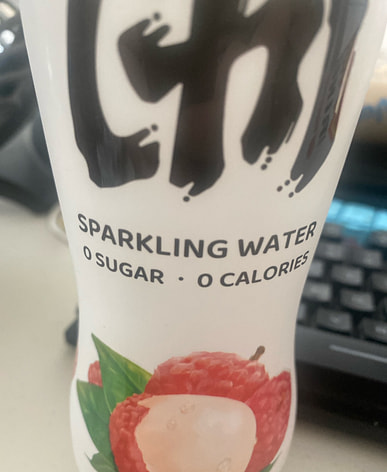 CHI
SPARKLING WATER
0 SUGAR · 0 CALORIES